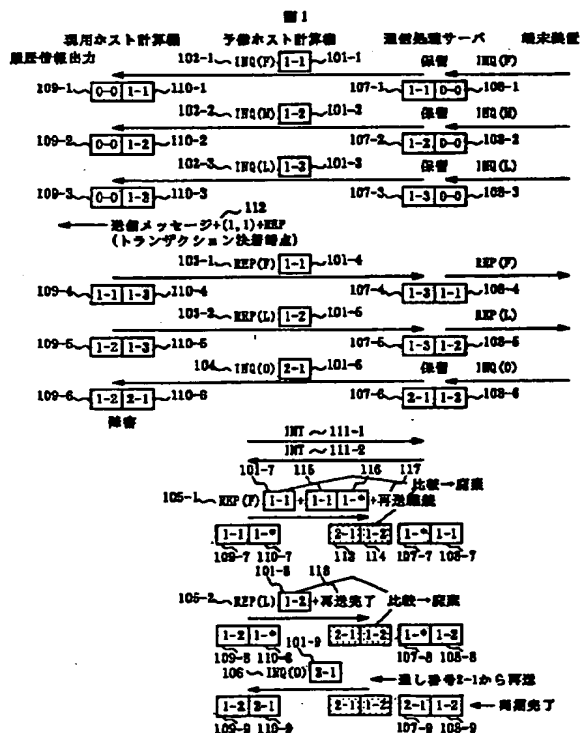 図1
現用ホスト計算機 予備ホスト計算機 通信処理サーバ 端末装置
履歴情報出力 102-1 INQ(F) 1-1 101-1 保留 INQ(F)
109-1 0-0 1-1 110-1 107-1 1-1 0-0 108-1
102-2 INQ(M) 1-2 101-2 保留 INQ(M)
109-2 0-0 1-2 110-2 107-2 1-2 0-0 108-2
102-3 INQ(L) 1-3 101-3 保留 INQ(L)
109-3 0-0 1-3 110-3 107-3 1-3 0-0 108-3
112
送信メッセージ+(1,1)+REP
(トランザクション決着時点)
103-1 REP(F) 1-1 101-4 REP(F)
109-4 1-1 1-3 110-4 107-4 1-3 1-1 108-4
103-2 REP(L) 1-2 101-5 REP(L)
109-5 1-2 1-3 110-5 107-5 1-3 1-2 108-5
104 INQ(O) 2-1 101-6 保留 INQ(O)
109-6 1-2 2-1 110-6 107-6 2-1 1-2 108-6
障害
INT 111-1
INT 111-2
101-7 115 116 117
比較→廃棄
105-1 REP(F) 1-1 + 1-1 1-* +再送継続
1-1 1-* 2-1 1-2 1-* 1-1
109-7 110-7 113 114 107-7 108-7
101-8 118
105-2 REP(L) 1-2 +再送完了 比較→廃棄
1-2 1-* 2-1 1-2 1-* 1-2
109-8 110-8 101-9 107-8 108-8
106 INQ(O) 2-1 通し番号2-1から再送
1-2 2-1 2-1 1-2 2-1 1-2 再開完了
109-9 110-9 107-9 108-9